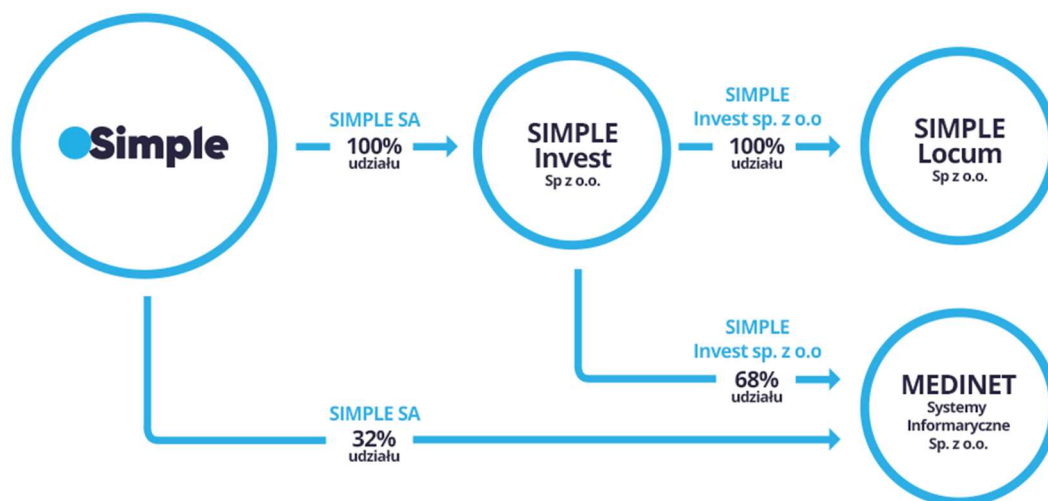 Simple
SIMPLE SA
100%
udziału
SIMPLE
Invest
Sp z o.o.
SIMPLE
Invest sp. z o.o
100%
udziału
SIMPLE
Locum
Sp z o.o.
SIMPLE
Invest sp. z o.o
68%
udziału
MEDINET
Systemy
Informaryczne
Sp. z o.o.
SIMPLE SA
32%
udziału